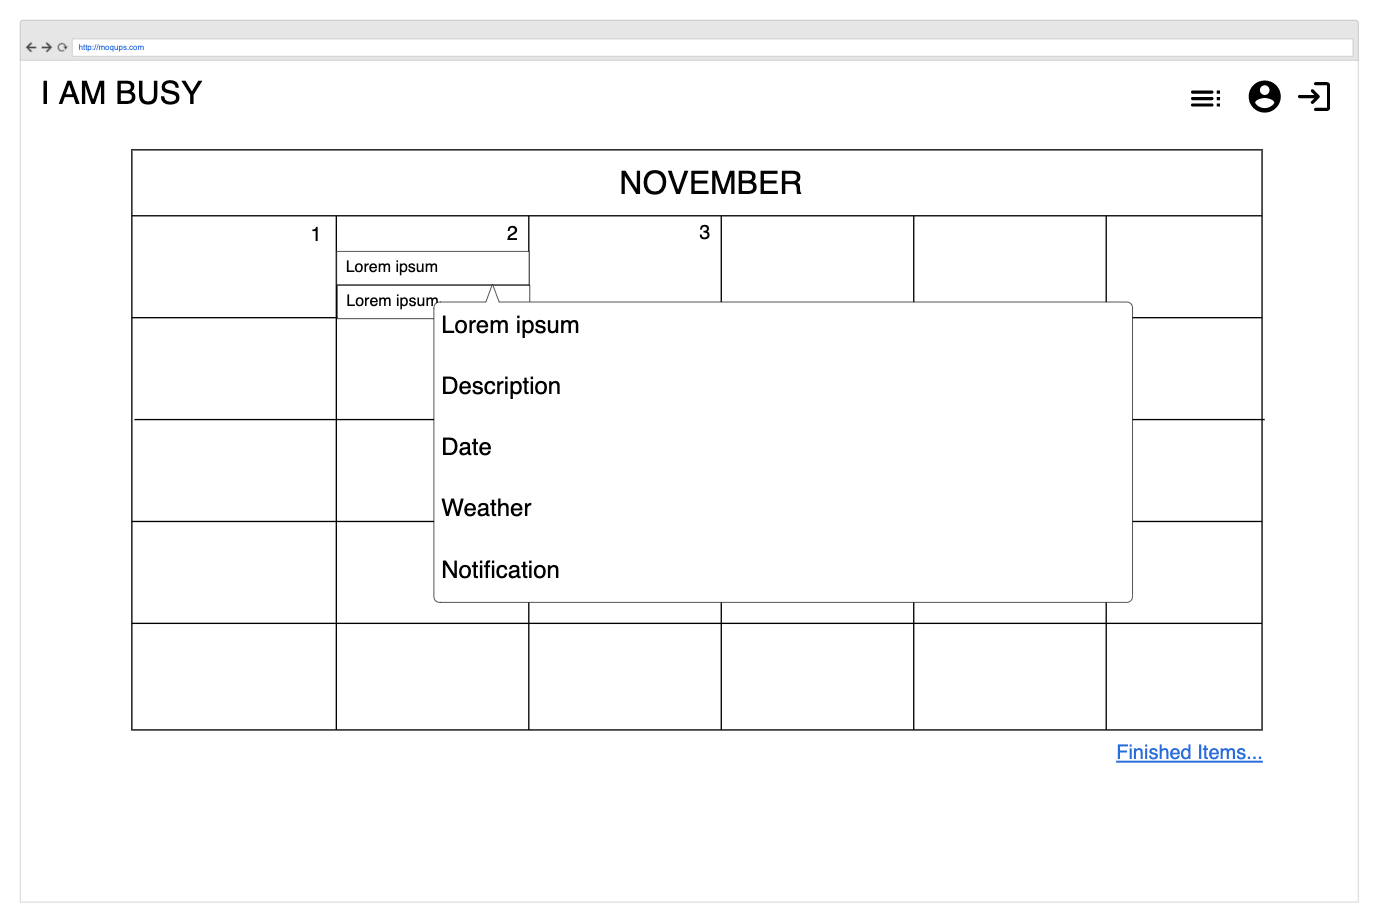 http://moqups.com
I AM BUSY
NOVEMBER
1
2
3
Lorem ipsum
Lorem ipsum
Lorem ipsum
Description
Date
Weather
Notification
Finished Items...